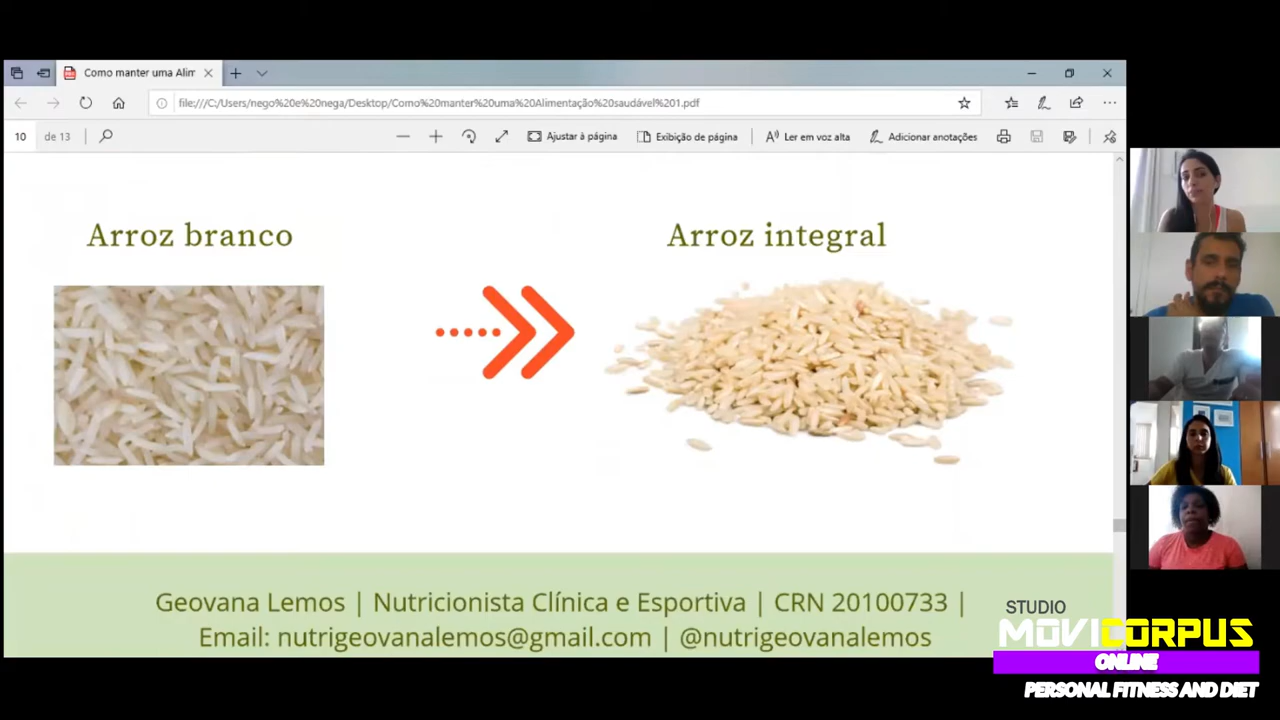 Como manter uma Alim
file:///C:/Users/nego%20e%20nega/Desktop/Como%20manter%20uma%20Alimentação%20saudável%201.pdf
10 de 13
Ajustar à página
Exibição de página
Ler em voz alta
Adicionar anotações
Arroz branco
Arroz integral
Geovana Lemos | Nutricionista Clínica e Esportiva | CRN 20100733 |
Email: nutrigeovanalemos@gmail.com | @nutrigeovanalemos
STUDIO
MOVICORPUS
ONLINE
PERSONAL FITNESS AND DIET